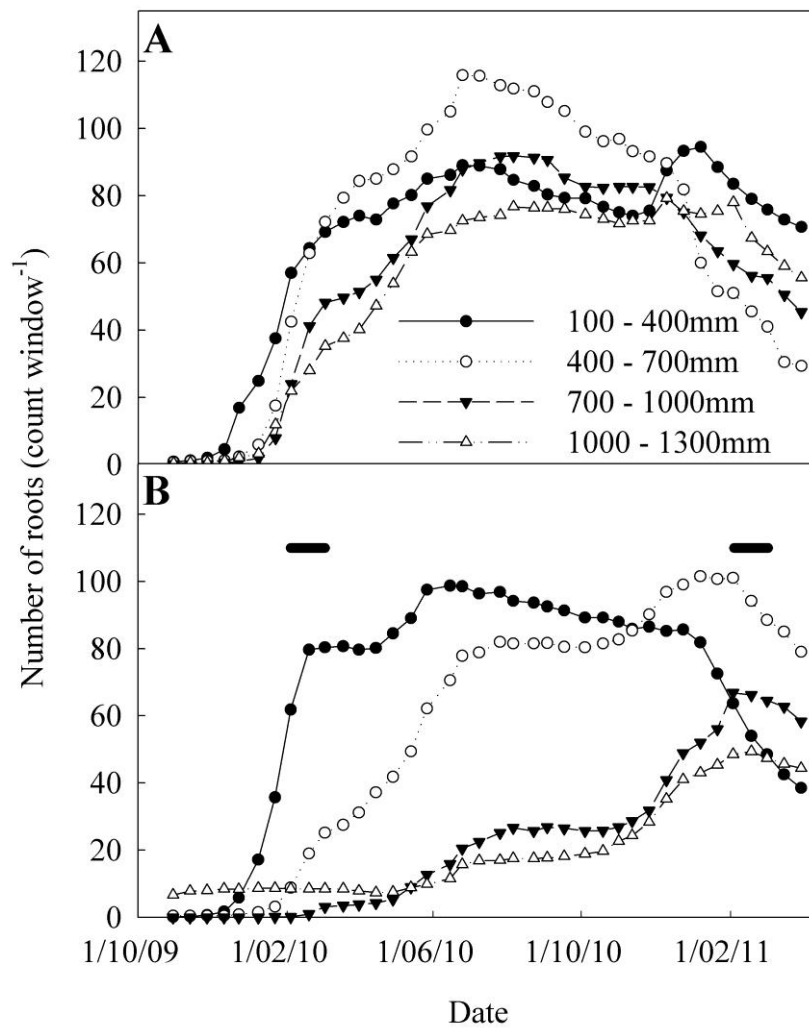 A
120
100
80
60
40
20
0
100 - 400mm
400 - 700mm
700 - 1000mm
1000 - 1300mm
Number of roots (count window⁻¹)
B
120
100
80
60
40
20
0
1/10/09 1/02/10 1/06/10 1/10/10 1/02/11
Date